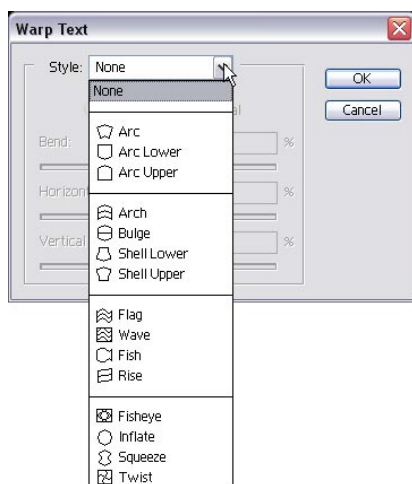 Warp Text
Style: None
OK
None
Cancel
Arc
Bend: %
Arc Lower
Arc Upper
%
Arch
Bulge
Vertical %
Shell Lower
Shell Upper
Flag
Wave
Fish
Rise
Fisheye
Inflate
Squeeze
Twist